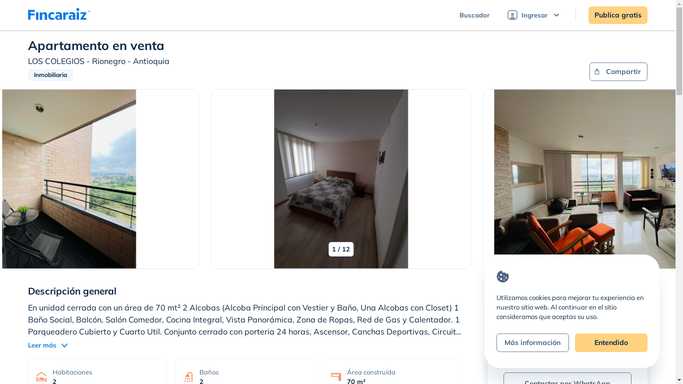 Fincaraiz
Buscador
Ingresar
Publica gratis
Apartamento en venta
LOS COLEGIOS - Rionegro - Antioquia
Inmobiliaria
Compartir
1 / 12
Descripción general
En unidad cerrada con un área de 70 mt² 2 Alcobas (Alcoba Principal con Vestier y Baño, Una Alcobas con Closet) 1
Baño Social, Balcón, Salón Comedor, Cocina Integral, Vista Panorámica, Zona de Ropas, Red de Gas y Calentador. 1
Parqueadero Cubierto y Cuarto Util. Conjunto cerrado con porteria 24 horas, Ascensor, Canchas Deportivas, Circuit...
Leer más
Habitaciones
2
Baños
2
Área construida
70 m²
Utilizamos cookies para mejorar tu experiencia en
nuestro sitio web. Al continuar en el sitio
consideramos que aceptas su uso.
Más información
Entendido
Contactar por WhatsApp